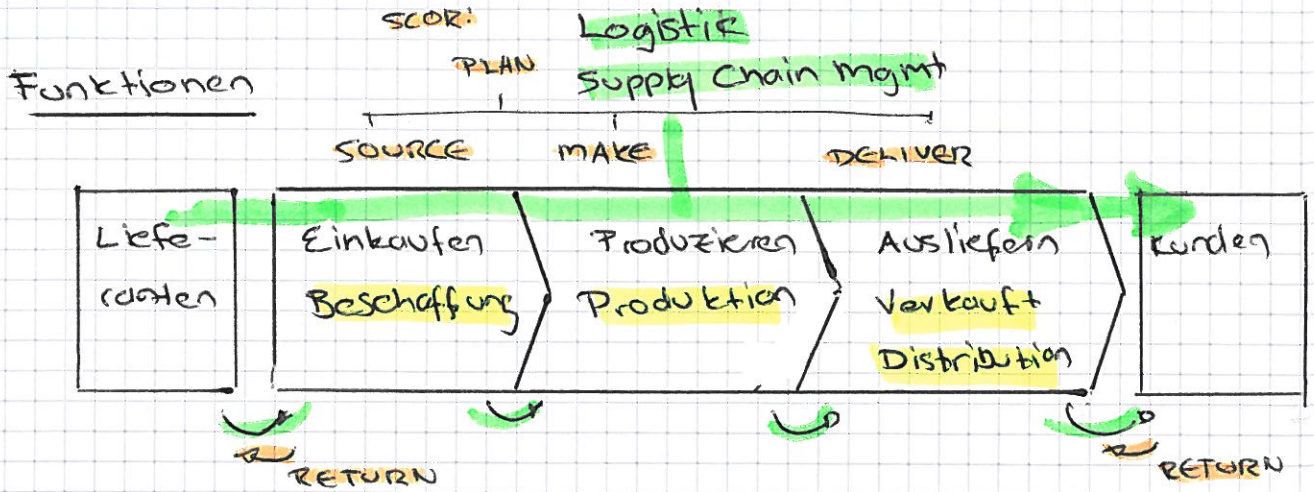 SCOR:
Logistik
PLAN
Supply Chain Mgmt
Funktionen
SOURCE MAKE DELIVER
Liefe- Einkaufen Produzieren Ausliefern Kunden
ranten Beschaffung Produktion Verkauf +
Distribution
RETURN RETURN